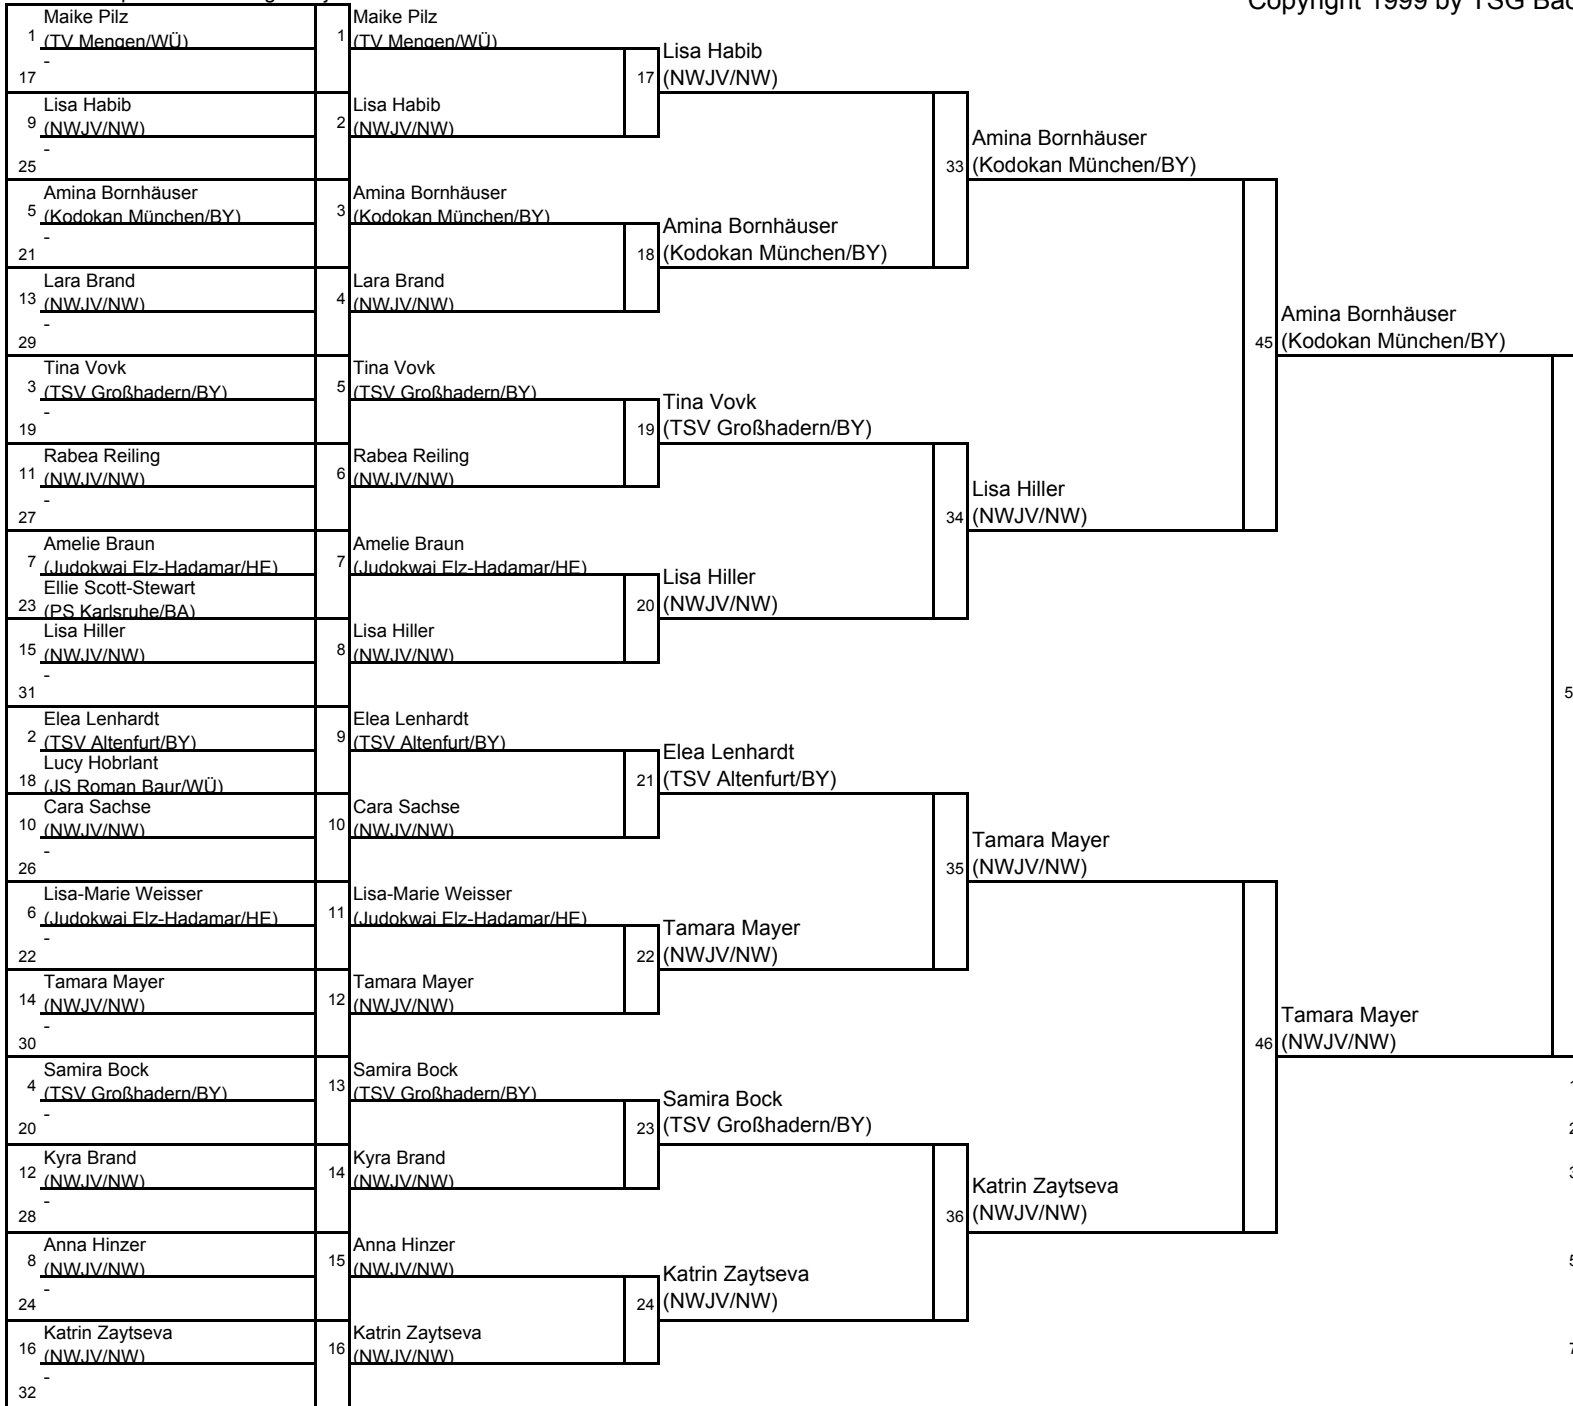 Copyright 1999 by TSG
Maike Pilz
1 (TV Mengen/WÜ)
-
17
Lisa Habib
9 (NWJV/NW)
-
25
Amina Bornhäuser
5 (Kodokan München/BY)
-
21
Lara Brand
13 (NWJV/NW)
-
29
Tina Vovk
3 (TSV Großhadern/BY)
-
19
Rabea Reiling
11 (NWJV/NW)
-
27
Amelie Braun
7 (Judokwai Elz-Hadamar/HE)
Ellie Scott-Stewart
23 (PS Karlsruhe/BA)
Lisa Hiller
15 (NWJV/NW)
-
31
Elea Lenhardt
2 (TSV Altenfurt/BY)
Lucy Hobrlant
18 (JS Roman Baur/WÜ)
Cara Sachse
10 (NWJV/NW)
-
26
Lisa-Marie Weisser
6 (Judokwai Elz-Hadamar/HE)
-
22
Tamara Mayer
14 (NWJV/NW)
-
30
Samira Bock
4 (TSV Großhadern/BY)
-
20
Kyra Brand
12 (NWJV/NW)
-
28
Anna Hinzer
8 (NWJV/NW)
-
24
Katrin Zaytseva
16 (NWJV/NW)
-
32
Maike Pilz
1 (TV Mengen/WÜ)
Lisa Habib
2 (NWJV/NW)
Amina Bornhäuser
3 (Kodokan München/BY)
Lara Brand
4 (NWJV/NW)
Tina Vovk
5 (TSV Großhadern/BY)
Rabea Reiling
6 (NWJV/NW)
Amelie Braun
7 (Judokwai Elz-Hadamar/HE)
Lisa Hiller
8 (NWJV/NW)
Elea Lenhardt
9 (TSV Altenfurt/BY)
Cara Sachse
10 (NWJV/NW)
Lisa-Marie Weisser
11 (Judokwai Elz-Hadamar/HE)
Tamara Mayer
12 (NWJV/NW)
Samira Bock
13 (TSV Großhadern/BY)
Kyra Brand
14 (NWJV/NW)
Anna Hinzer
15 (NWJV/NW)
Katrin Zaytseva
16 (NWJV/NW)
Lisa Habib
17 (NWJV/NW)
Amina Bornhäuser
18 (Kodokan München/BY)
Tina Vovk
19 (TSV Großhadern/BY)
Lisa Hiller
20 (NWJV/NW)
Elea Lenhardt
21 (TSV Altenfurt/BY)
Tamara Mayer
22 (NWJV/NW)
Samira Bock
23 (TSV Großhadern/BY)
Katrin Zaytseva
24 (NWJV/NW)
Amina Bornhäuser
33 (Kodokan München/BY)
Lisa Hiller
34 (NWJV/NW)
Tamara Mayer
35 (NWJV/NW)
Katrin Zaytseva
36 (NWJV/NW)
Amina Bornhäuser
45 (Kodokan München/BY)
Tamara Mayer
46 (NWJV/NW)